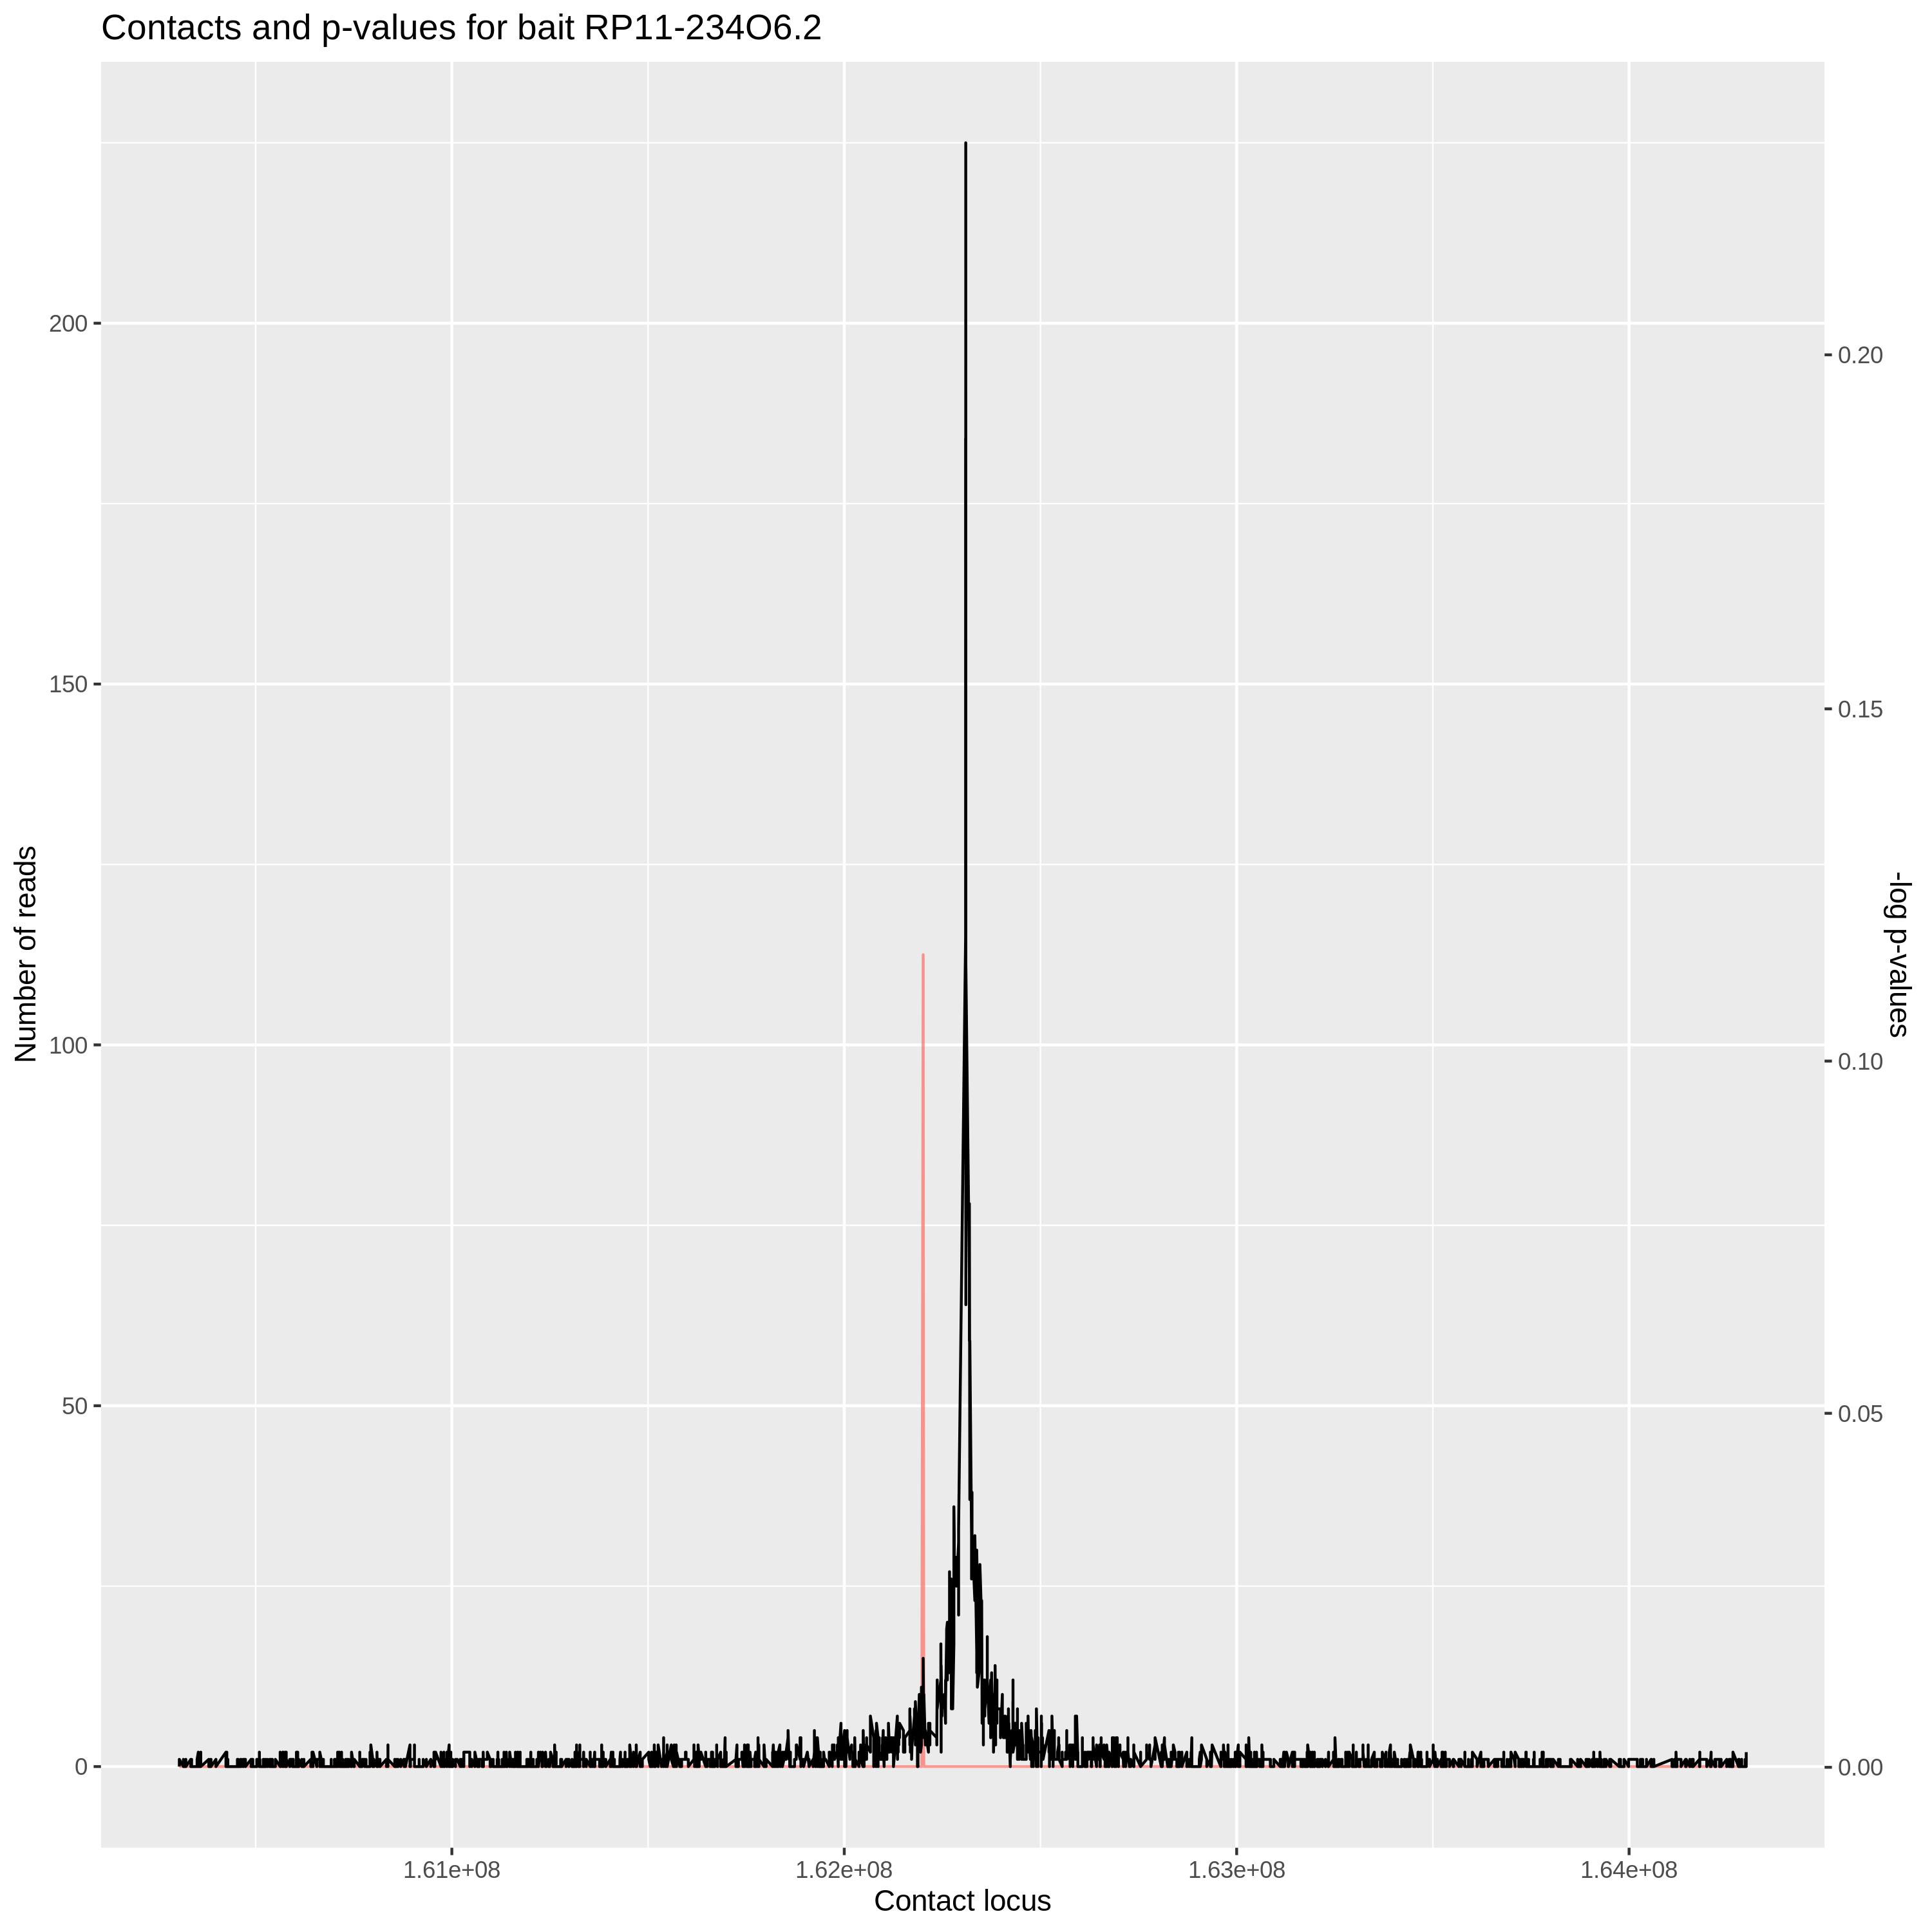 Contacts and p-values for bait RP11-234O6.2
200
150
100
50
0
Number of reads
0.20
0.15
0.10
0.05
0.00
-log p-values
1.61e+08
1.62e+08
1.63e+08
1.64e+08
Contact locus